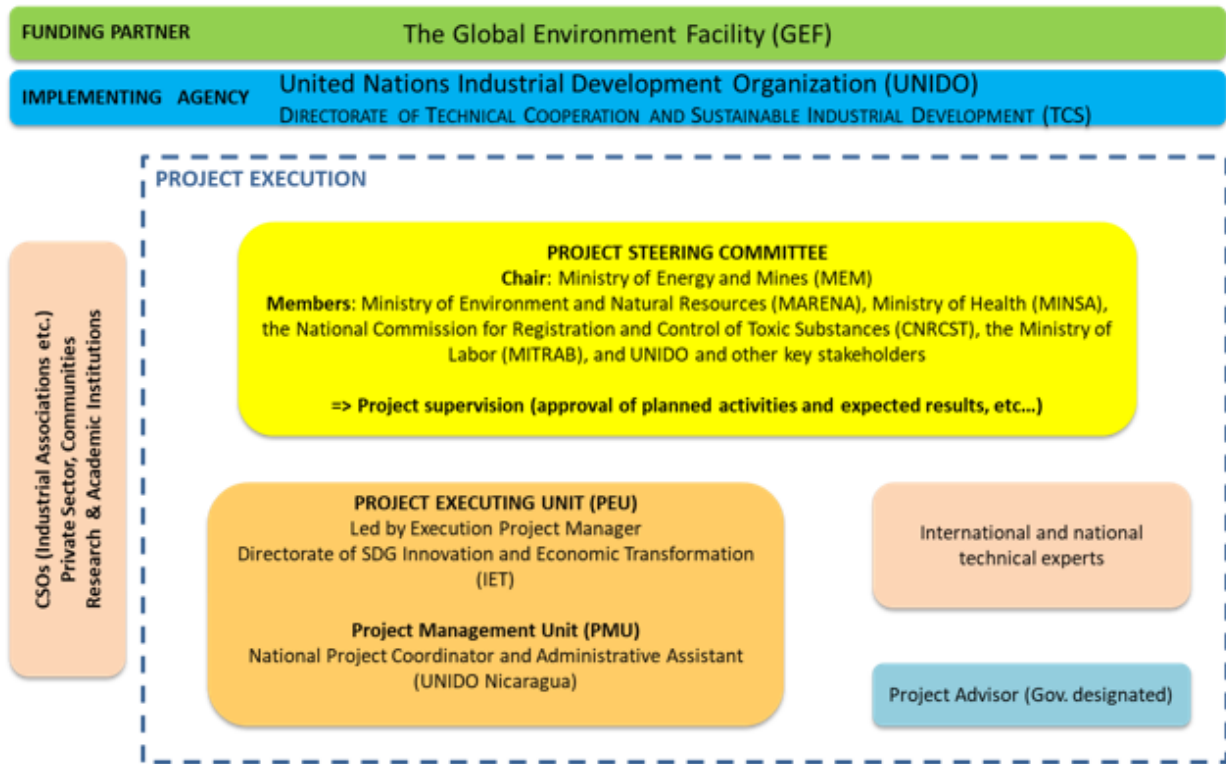 FUNDING PARTNER
The Global Environment Facility (GEF)
IMPLEMENTING AGENCY
United Nations Industrial Development Organization (UNIDO)
DIRECTORATE OF TECHNICAL COOPERATION AND SUSTAINABLE INDUSTRIAL DEVELOPMENT (TCS)
CSOs (Industrial Associations etc.)
Private Sector, Communities
Research & Academic Institutions
PROJECT EXECUTION
PROJECT STEERING COMMITTEE
Chair: Ministry of Energy and Mines (MEM)
Members: Ministry of Environment and Natural Resources (MARENA), Ministry of Health (MINSA),
the National Commission for Registration and Control of Toxic Substances (CNRCST), the Ministry of
Labor (MITRAB), and UNIDO and other key stakeholders
=> Project supervision (approval of planned activities and expected results, etc…)
PROJECT EXECUTING UNIT (PEU)
Led by Execution Project Manager
Directorate of SDG Innovation and Economic Transformation
(IET)
Project Management Unit (PMU)
National Project Coordinator and Administrative Assistant
(UNIDO Nicaragua)
International and national
technical experts
Project Advisor (Gov. designated)